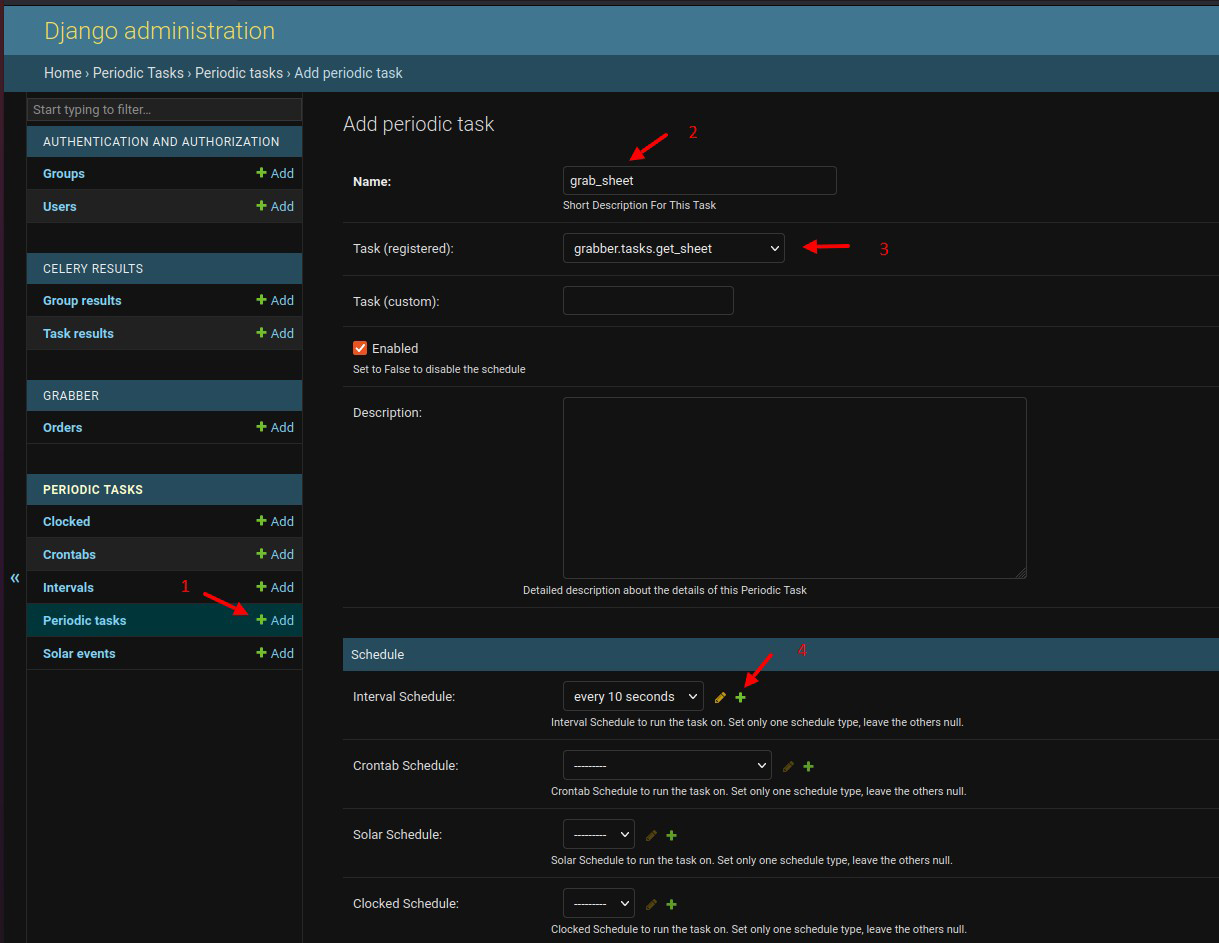 Django administration
Home › Periodic Tasks › Periodic tasks › Add periodic task
Start typing to filter...
AUTHENTICATION AND AUTHORIZATION
Groups + Add
Users + Add
CELERY RESULTS
Group results + Add
Task results + Add
GRABBER
Orders + Add
PERIODIC TASKS
Clocked + Add
Crontabs + Add
«
Intervals + Add
1
Periodic tasks + Add
Solar events + Add
Add periodic task
2
Name: grab_sheet
Short Description For This Task
Task (registered): grabber.tasks.get_sheet 3
Task (custom):
Enabled
Set to False to disable the schedule
Description:
Detailed description about the details of this Periodic Task
Schedule
4
Interval Schedule: every 10 seconds
Interval Schedule to run the task on. Set only one schedule type, leave the others null.
Crontab Schedule: ---------
Crontab Schedule to run the task on. Set only one schedule type, leave the others null.
Solar Schedule: ---------
Solar Schedule to run the task on. Set only one schedule type, leave the others null.
Clocked Schedule: ---------
Clocked Schedule to run the task on. Set only one schedule type, leave the others null.